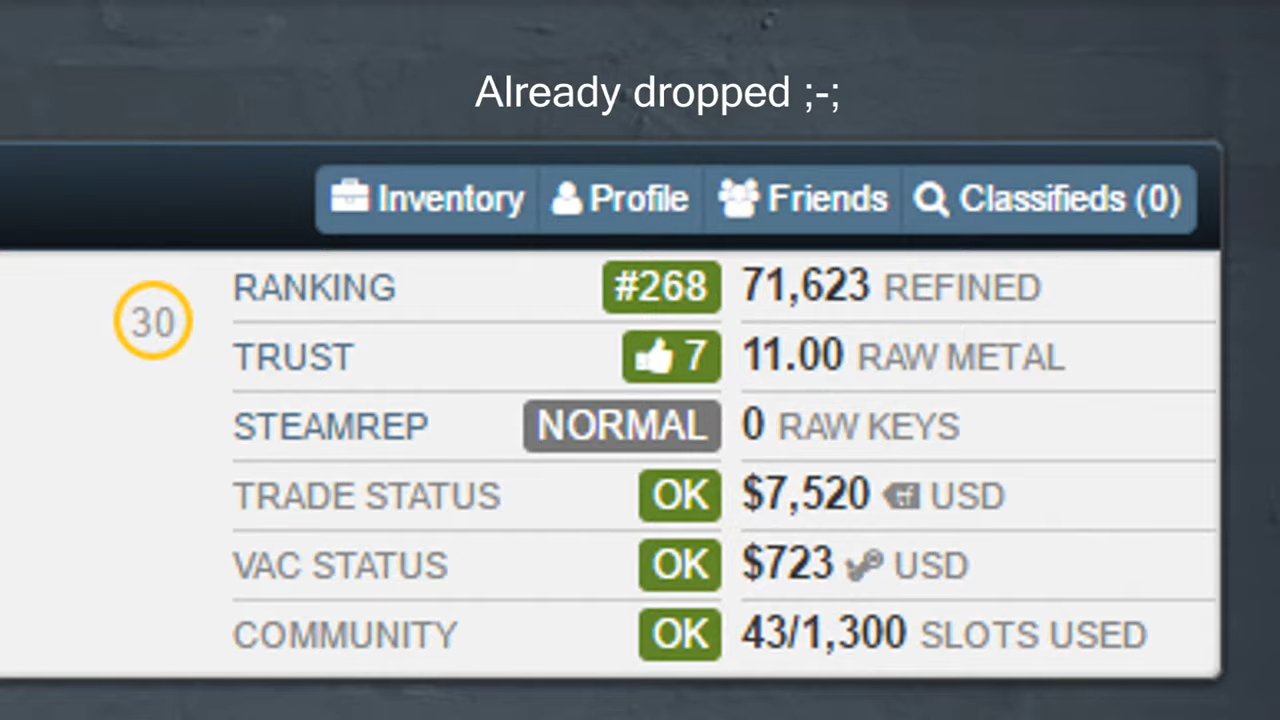 Already dropped ;-;
Inventory Profile Friends Classifieds (0)
30
RANKING #268 71,623 REFINED
TRUST 7 11.00 RAW METAL
STEAMREP NORMAL 0 RAW KEYS
TRADE STATUS OK $7,520 USD
VAC STATUS OK $723 USD
COMMUNITY OK 43/1,300 SLOTS USED